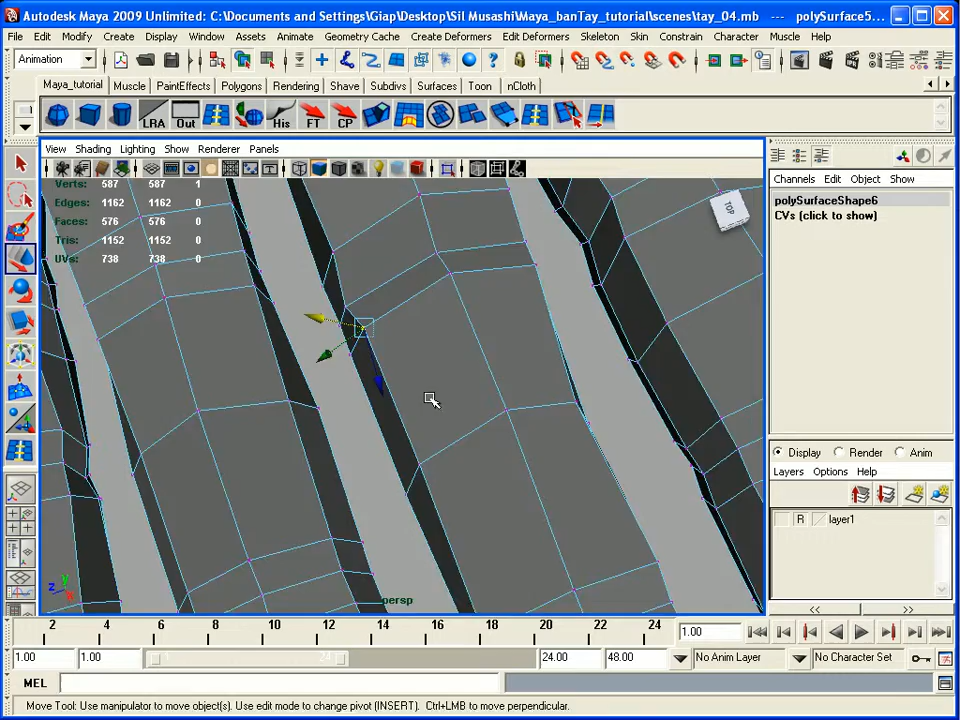 Autodesk Maya 2009 Unlimited: C:\Documents and Settings\Giap\Desktop\Sil Musashi\Maya_banTay_tutorial\scenes\tay_04.mb --- polySurface5...
File Edit Modify Create Display Window Assets Animate Geometry Cache Create Deformers Edit Deformers Skeleton Skin Constrain Character Muscle Help
Animation
Maya_tutorial Muscle PaintEffects Polygons Rendering Shave Subdivs Surfaces Toon nCloth
LRA Out His FT CP
View Shading Lighting Show Renderer Panels
Channels Edit Object Show
Verts: 587 587 1
Edges: 1162 1162 0
Faces: 576 576 0
Tris: 1152 1152 0
UVs: 738 738 0
TOP
polySurfaceShape6
CVs (click to show)
Display Render Anim
Layers Options Help
R layer1
z y x
persp
<< >>
2 4 6 8 10 12 14 16 18 20 22 24
1.00
1.00 1.00 24 24.00 48.00 No Anim Layer No Character Set
MEL
Move Tool: Use manipulator to move object(s). Use edit mode to change pivot (INSERT). Ctrl+LMB to move perpendicular.